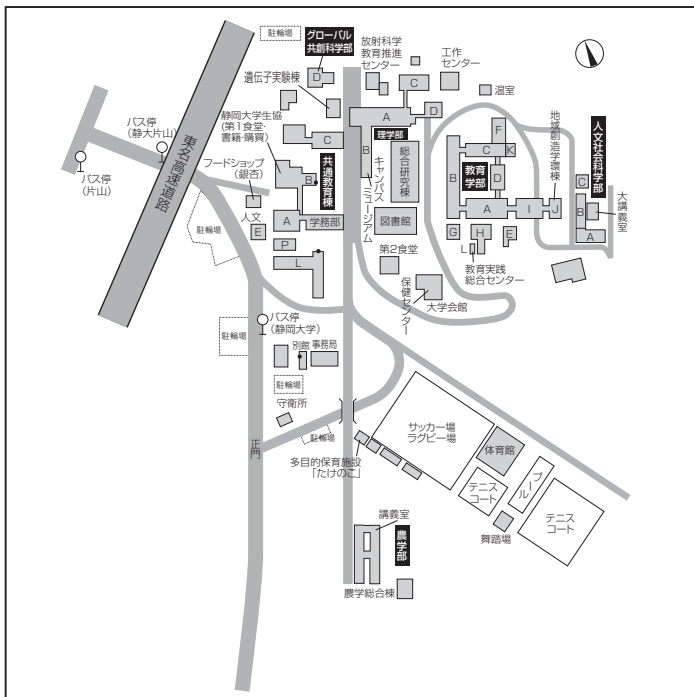 駐輪場
グローバル
共創科学部
D
放射科学
教育推進
センター
工作
センター
C
遺伝子実験棟
温室
静岡大学生協
(第1食堂・
書籍・購買)
A
D
理学部
C
B
キャンパス
ミュージアム
総合研究棟
図書館
F
C
K
教育
学部
B
D
A
I
J
地域創造学環棟
人文社会科学部
C
B
A
大講義室
バス停
(静大片山)
バス停
(片山)
東名高速道路
フードショップ
(銀杏)
B
共通教育棟
人文
E
A
学務部
P
L
駐輪場
G
H
E
L
教育実践
総合センター
第2食堂
保健センター
大学会館
バス停
(静岡大学)
駐輪場
別館
事務局
駐輪場
守衛所
駐輪場
正門
サッカー場
ラグビー場
体育館
プール
テニス
コート
テニス
コート
舞踏場
多目的保育施設
「たけのこ」
講義室
農学部
農学総合棟